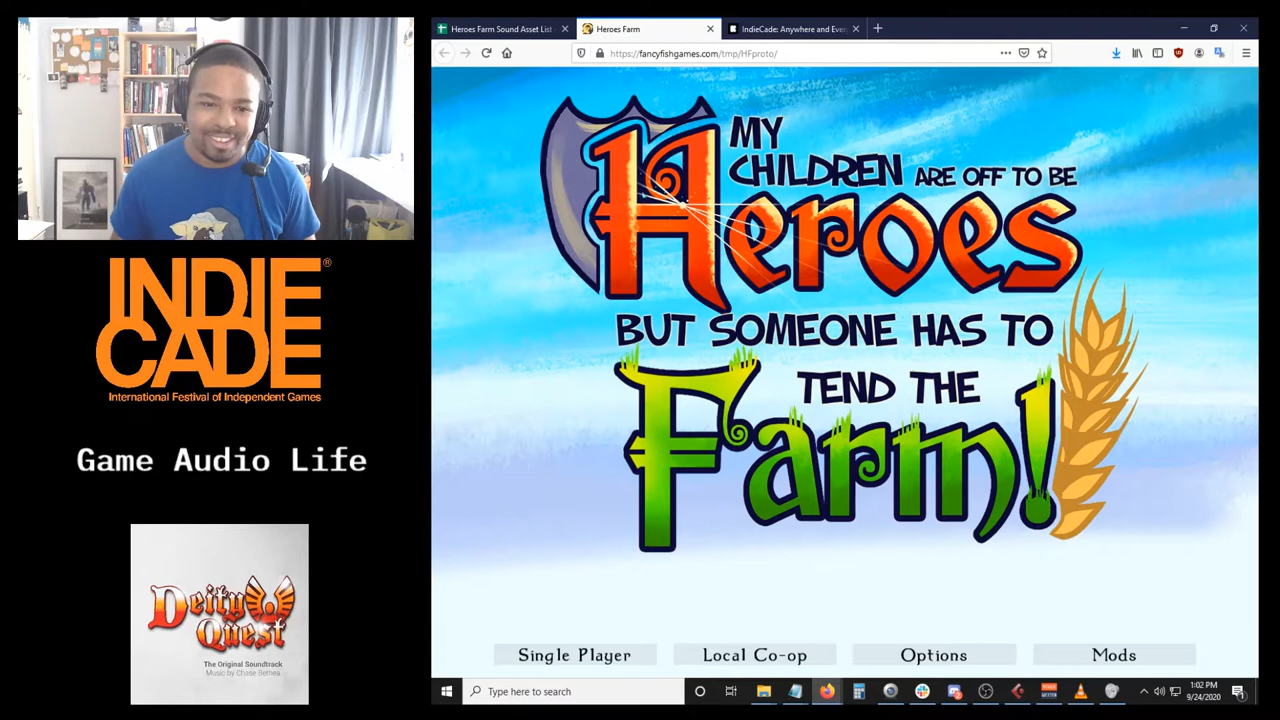 INDIE
CADE®
International Festival of Independent Games
Game Audio Life
Deity
Quest
The Original Soundtrack
Music by Chase Bethea
Heroes Farm Sound Asset List
Heroes Farm
IndieCade: Anywhere and Every
https://fancyfishgames.com/tmp/HFproto/
MY
CHILDREN ARE OFF TO BE
Heroes
BUT SOMEONE HAS TO
TEND THE
Farm!
Single Player
Local Co-op
Options
Mods
Type here to search
1:02 PM
9/24/2020